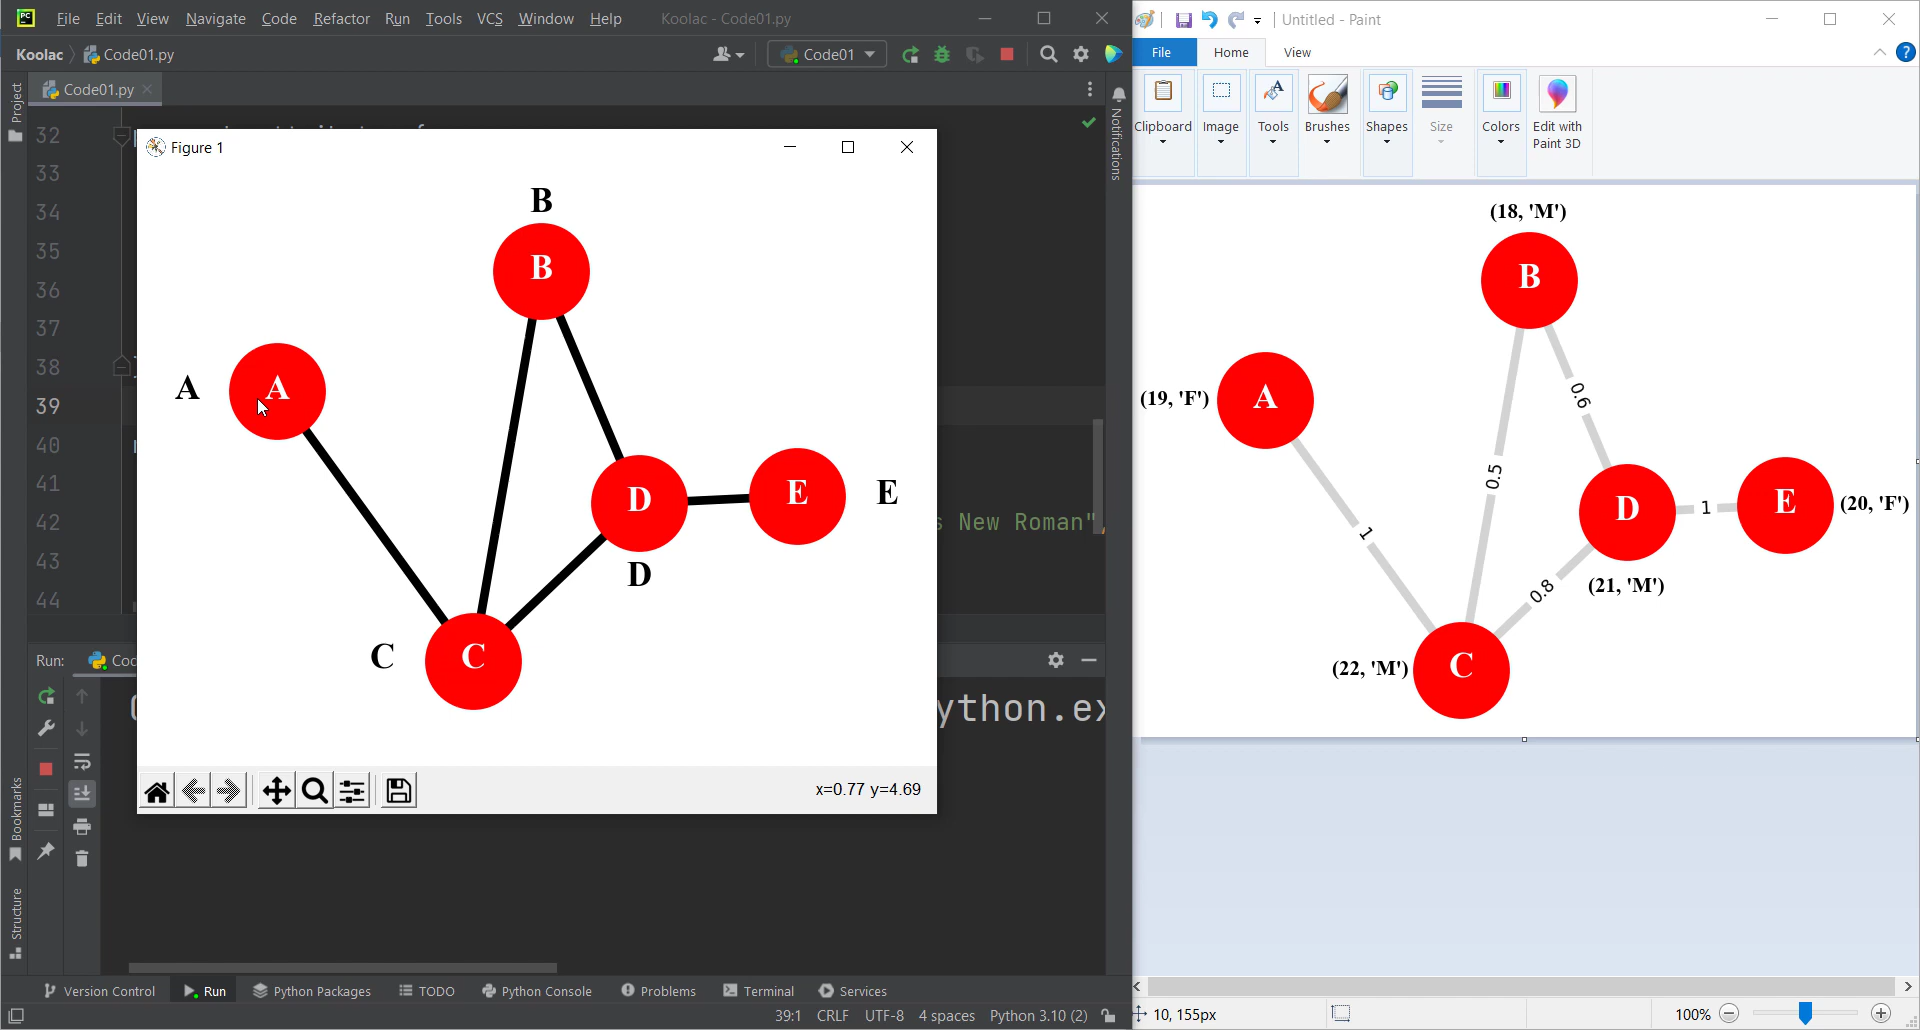 File Edit View Navigate Code Refactor Run Tools VCS Window Help Koolac - Code01.py
Koolac Code01.py
Code01
Project
Code01.py
Notifications
32
33
34
35
36
37
38
39
40
41
42
43
44
s New Roman",
Figure 1
B
B
A
A
D
E
E
D
C
C
x=0.77 y=4.69
Run:
ython.ex
Bookmarks
Structure
Version Control Run Python Packages TODO Python Console Problems Terminal Services
39:1 CRLF UTF-8 4 spaces Python 3.10 (2)
Untitled - Paint
File Home View
Clipboard Image Tools Brushes Shapes Size Colors Edit with
Paint 3D
(18, 'M')
B
(19, 'F') A
0.6
0.5
D
1
E
(20, 'F')
1
0.8
(21, 'M')
(22, 'M') C
10, 155px
100%